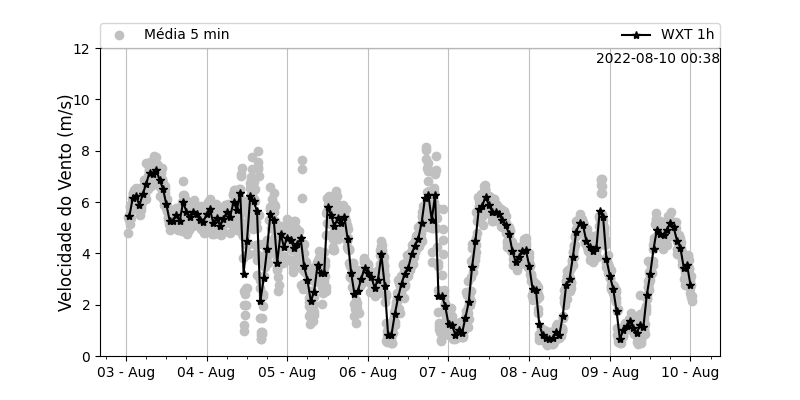 Média 5 min
WXT 1h
2022-08-10 00:38
Velocidade do Vento (m/s)
12
10
8
6
4
2
0
03 - Aug
04 - Aug
05 - Aug
06 - Aug
07 - Aug
08 - Aug
09 - Aug
10 - Aug